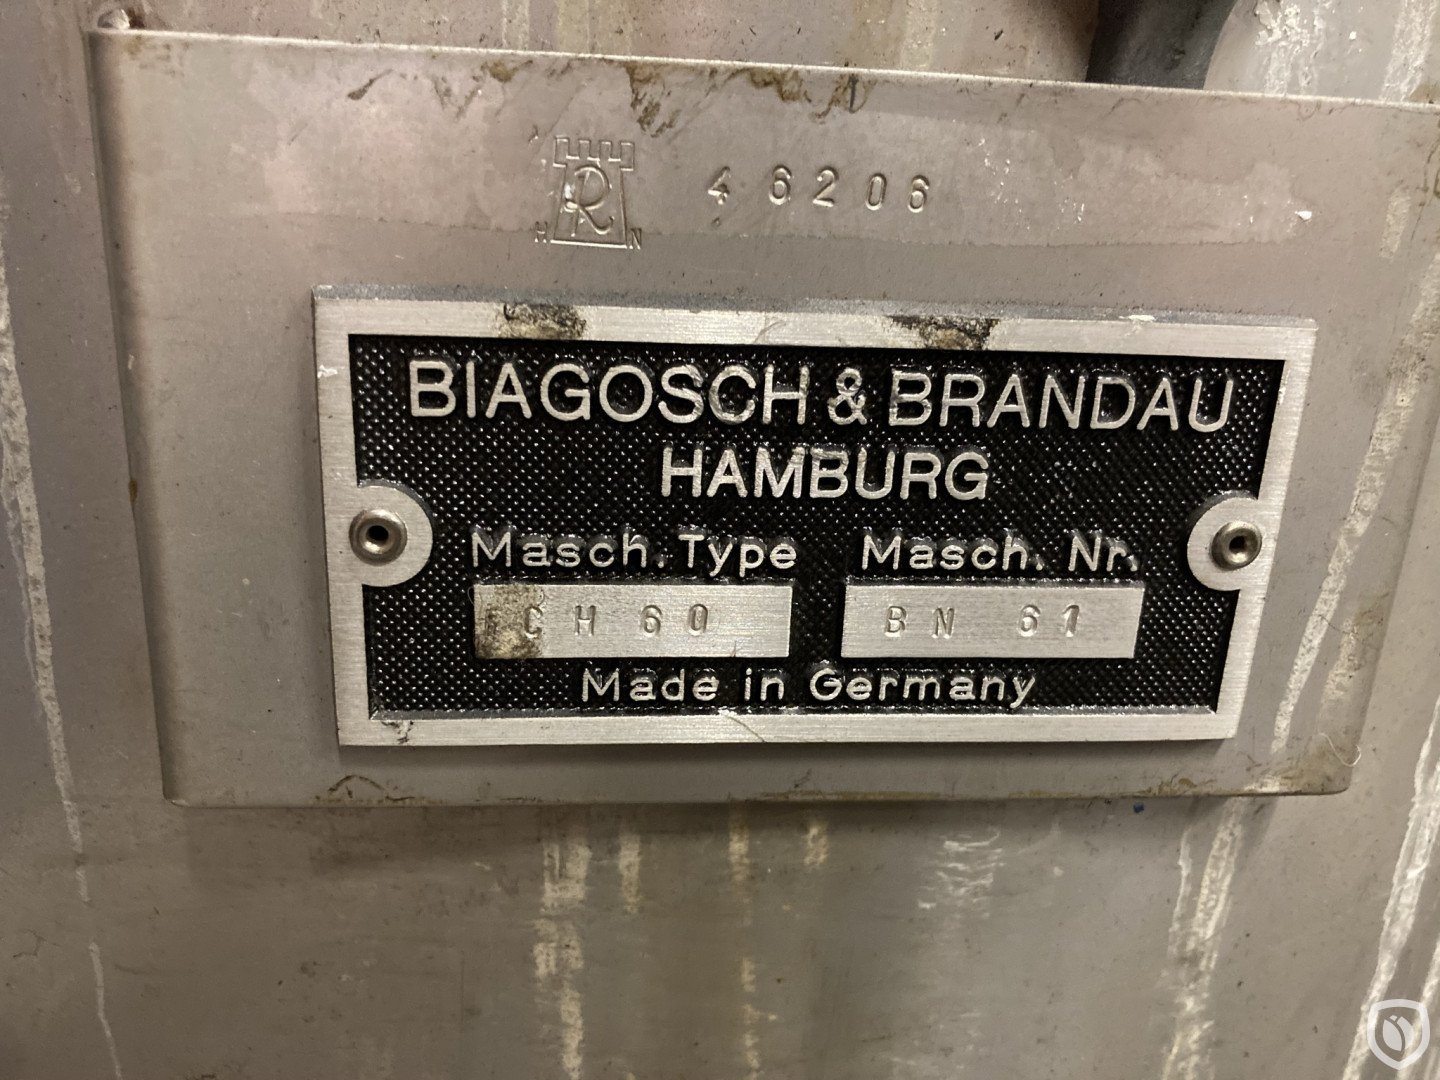 R 46206
H N
BIAGOSCH & BRANDAU
HAMBURG
Masch. Type Masch. Nr.
CH 60 BN 61
Made in Germany